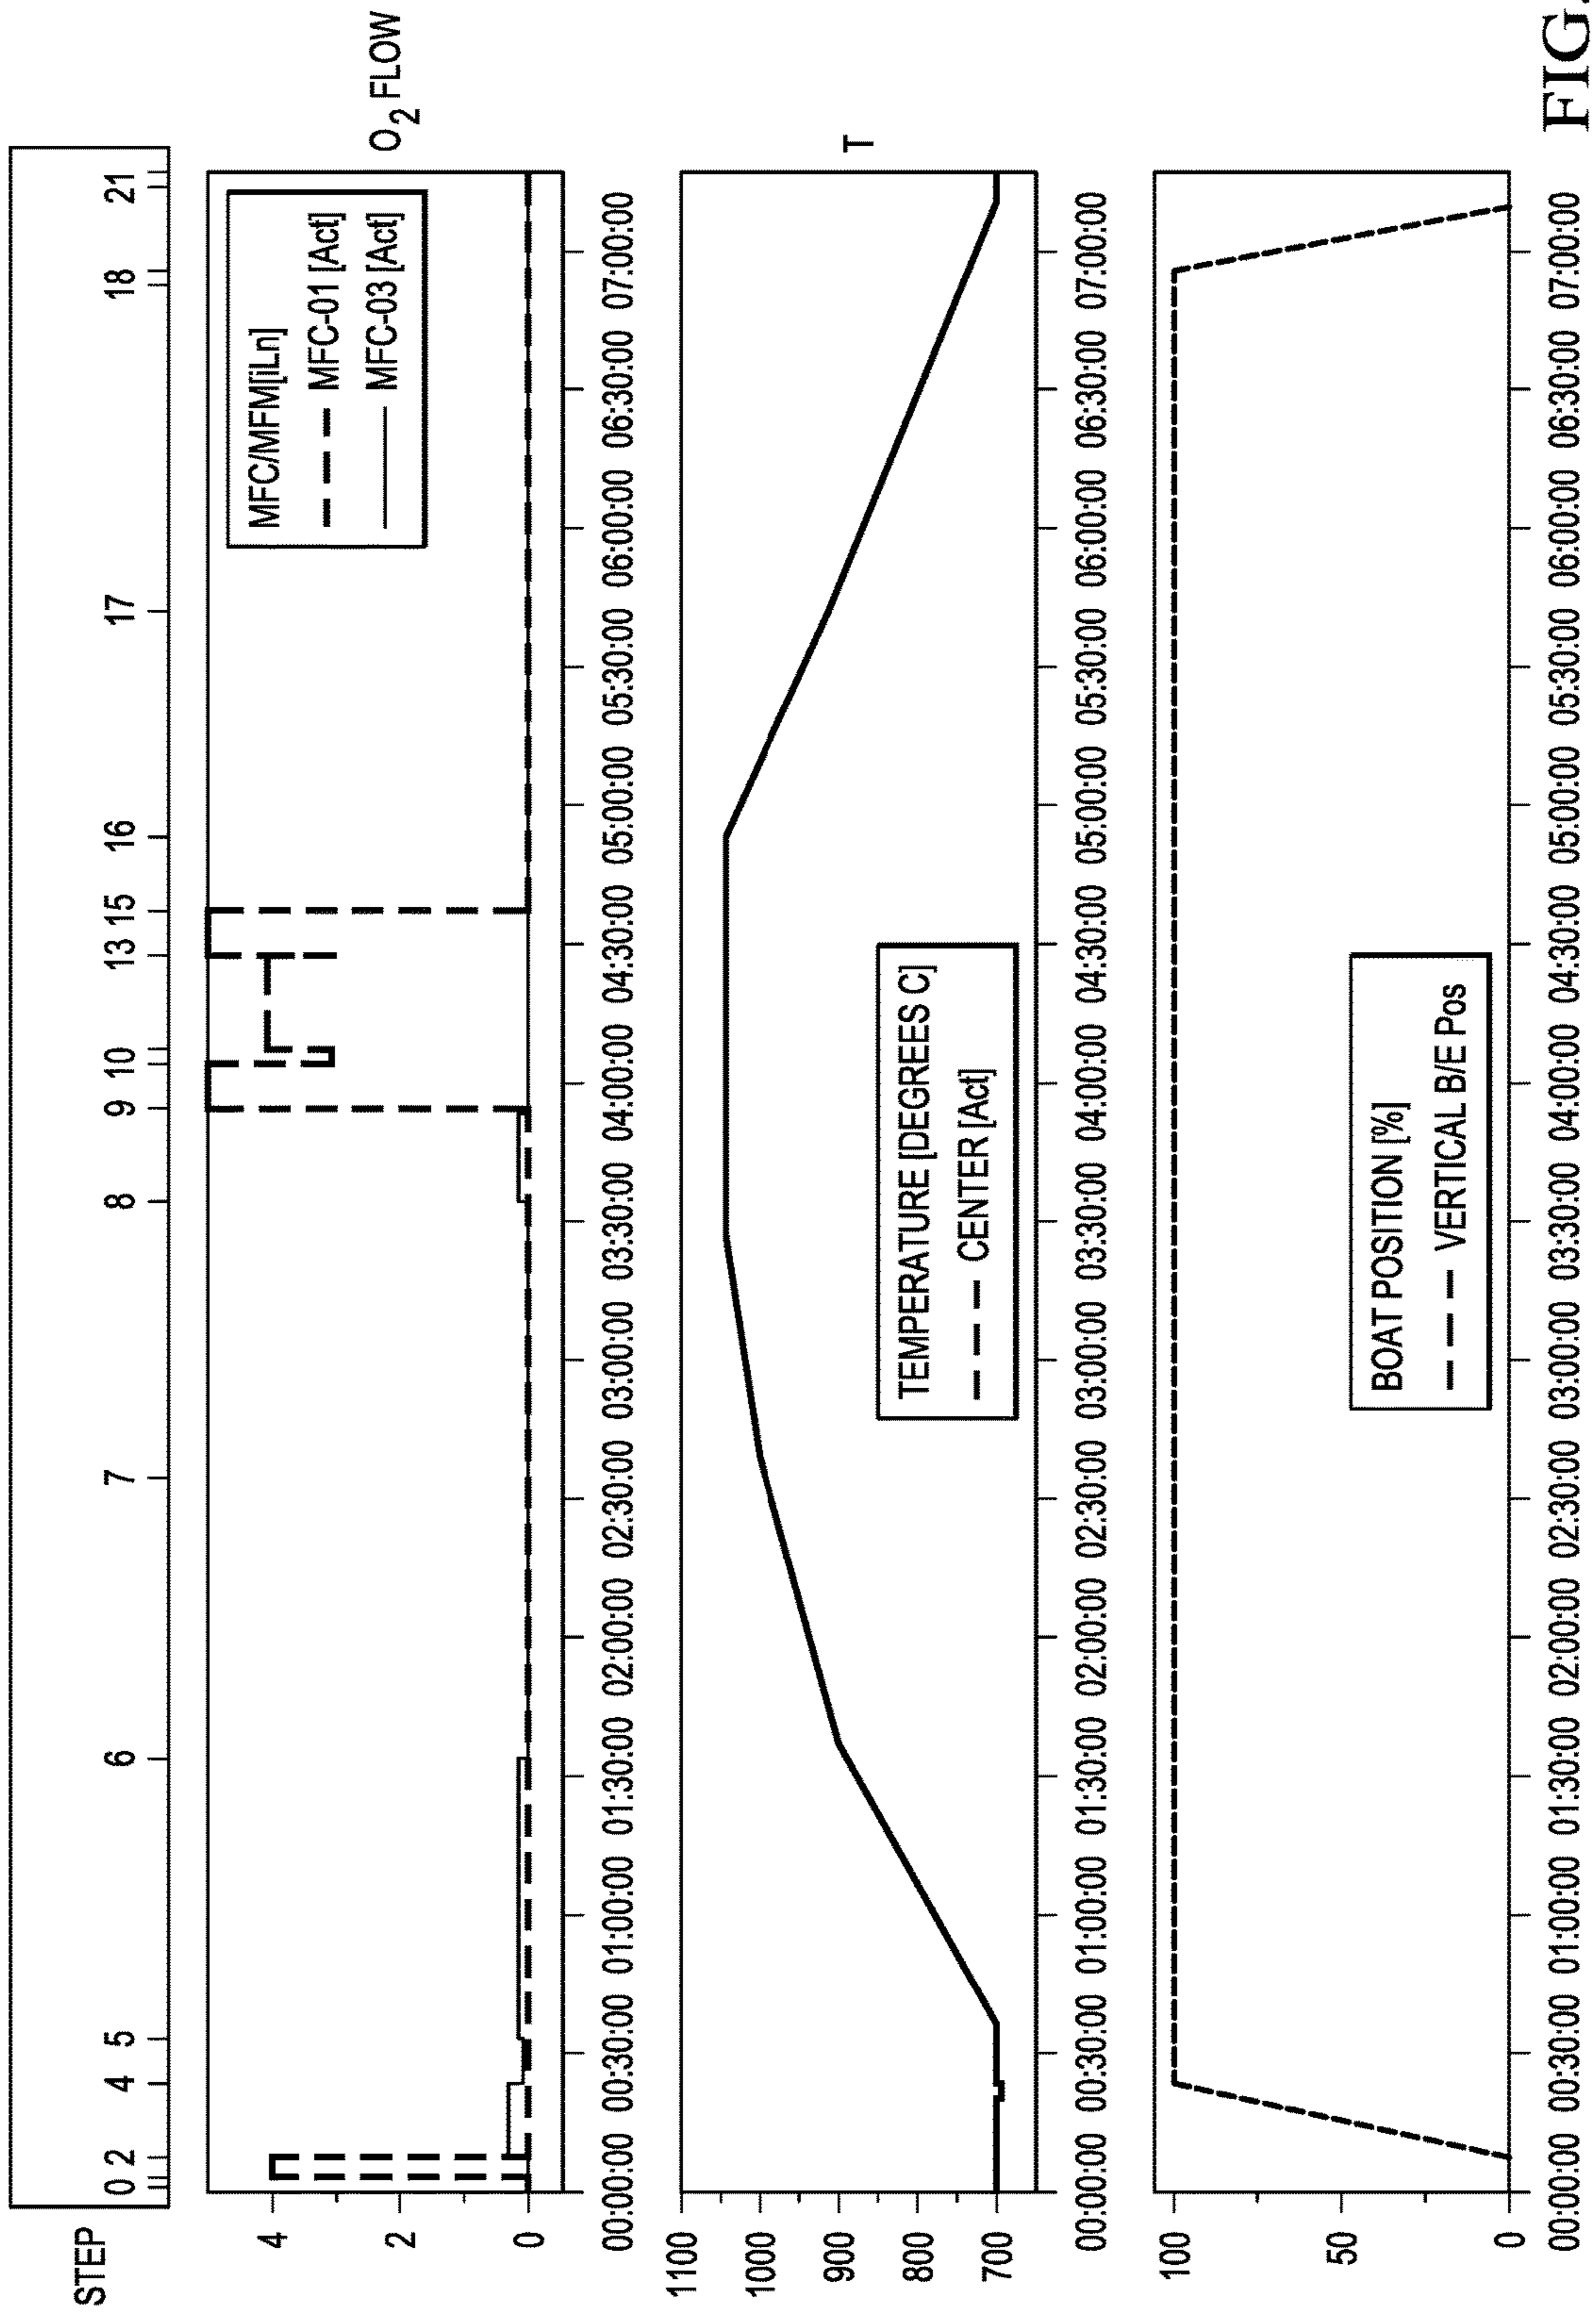 STEP
0 2 4 5 6 7 8 9 10 13 15 16 17 18 21
4
2
0
MFC/MFM[iLn]
MFC-01 [Act]
MFC-03 [Act]
O2 FLOW
00:00:00 00:30:00 01:00:00 01:30:00 02:00:00 02:30:00 03:00:00 03:30:00 04:00:00 04:30:00 05:00:00 05:30:00 06:00:00 06:30:00 07:00:00
1100
1000
900
800
700
TEMPERATURE [DEGREES C]
CENTER [Act]
T
00:00:00 00:30:00 01:00:00 01:30:00 02:00:00 02:30:00 03:00:00 03:30:00 04:00:00 04:30:00 05:00:00 05:30:00 06:00:00 06:30:00 07:00:00
100
50
0
BOAT POSITION [%]
VERTICAL B/E Pos
00:00:00 00:30:00 01:00:00 01:30:00 02:00:00 02:30:00 03:00:00 03:30:00 04:00:00 04:30:00 05:00:00 05:30:00 06:00:00 06:30:00 07:00:00
FIG.